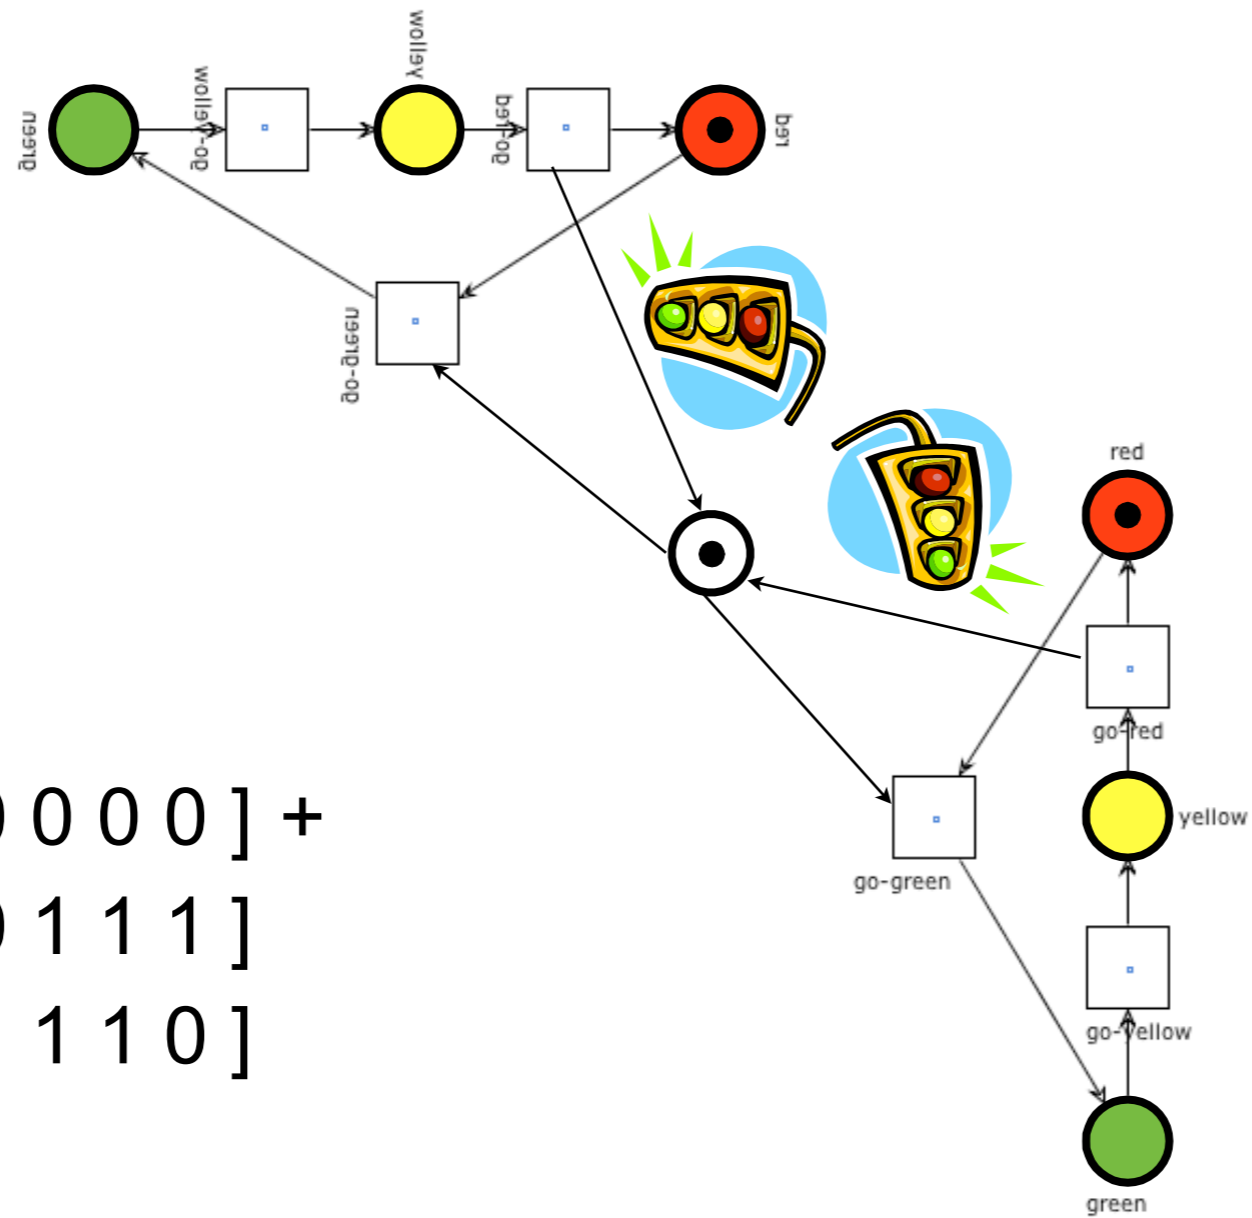 yellow
green
go-yellow
go-red
red
go-green
red
go-red
0 0 0 ] +
yellow
go-green
1 1 1 ]
1 1 0 ]
go-yellow
green